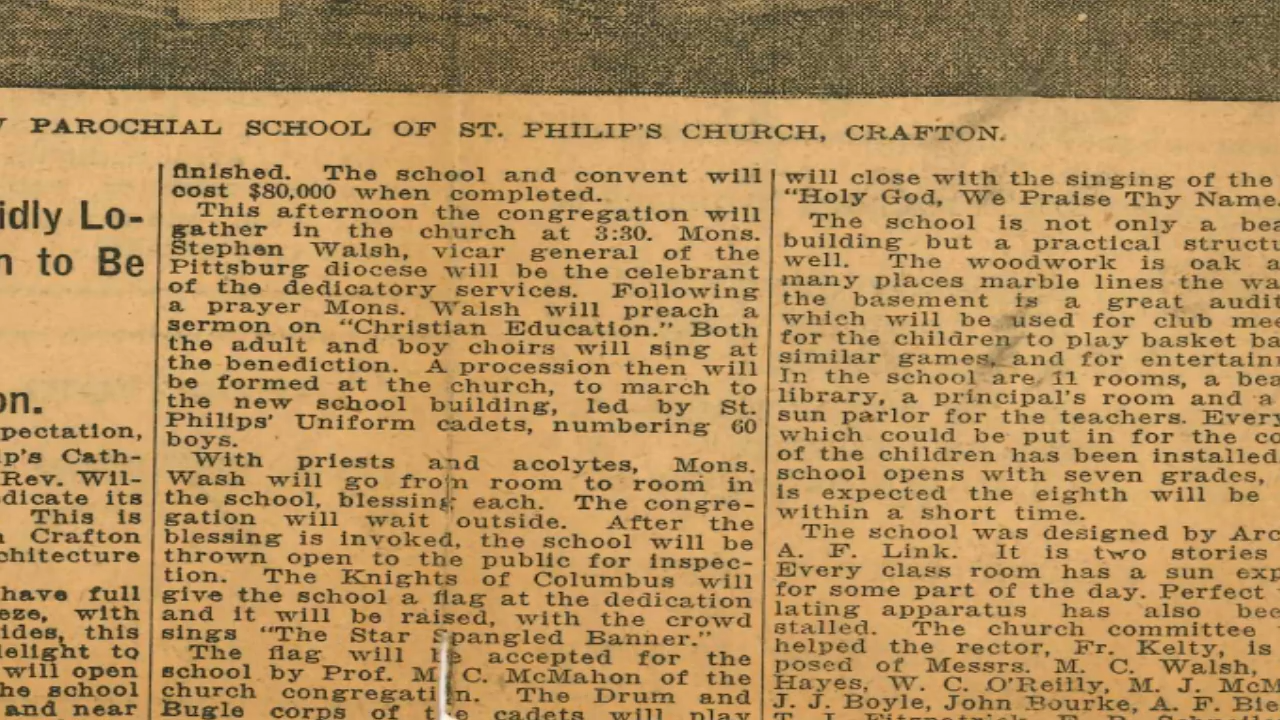 PAROCHIAL SCHOOL OF ST. PHILIP'S CHURCH, CRAFTON.
idly Lo-
n to Be
on.
pectation,
ip's Cath-
Rev. Wil-
dicate its
This is
Crafton
chitecture
have full
eze, with
ides, this
delight to
will open
he school
and near
finished. The school and convent will
cost $80,000 when completed.
This afternoon the congregation will
gather in the church at 3:30. Mons.
Stephen Walsh, vicar general of the
Pittsburg diocese will be the celebrant
of the dedicatory services. Following
a prayer Mons. Walsh will preach a
sermon on "Christian Education." Both
the adult and boy choirs will sing at
the benediction. A procession then will
be formed at the church, to march to
the new school building, led by St.
Philips' Uniform cadets, numbering 60
boys.
With priests and acolytes, Mons.
Wash will go from room to room in
the school, blessing each. The congre-
gation will wait outside. After the
blessing is invoked, the school will be
thrown open to the public for inspec-
tion. The Knights of Columbus will
give the school a flag at the dedication
and it will be raised, with the crowd
sings "The Star Spangled Banner."
The flag will be accepted for the
school by Prof. M. C. McMahon of the
church congregation. The Drum and
Bugle corps of the cadets will play
will close with the singing of the
"Holy God, We Praise Thy Name.
The school is not only a bea
building but a practical structu
well. The woodwork is oak a
many places marble lines the wa
the basement is a great audit
which will be used for club mee
for the children to play basket ba
similar games, and for entertain
In the school are 11 rooms, a bea
library, a principal's room and a
sun parlor for the teachers. Every
which could be put in for the co
of the children has been installed
school opens with seven grades,
is expected the eighth will be
within a short time.
The school was designed by Arc
A. F. Link. It is two stories
Every class room has a sun exp
for some part of the day. Perfect
lating apparatus has also bee
stalled. The church committee
helped the rector, Fr. Kelty, is
posed of Messrs. M. C. Walsh,
Hayes, W. C. O'Reilly, M. J. McM
J. J. Boyle, John Bourke, A. F. Bie